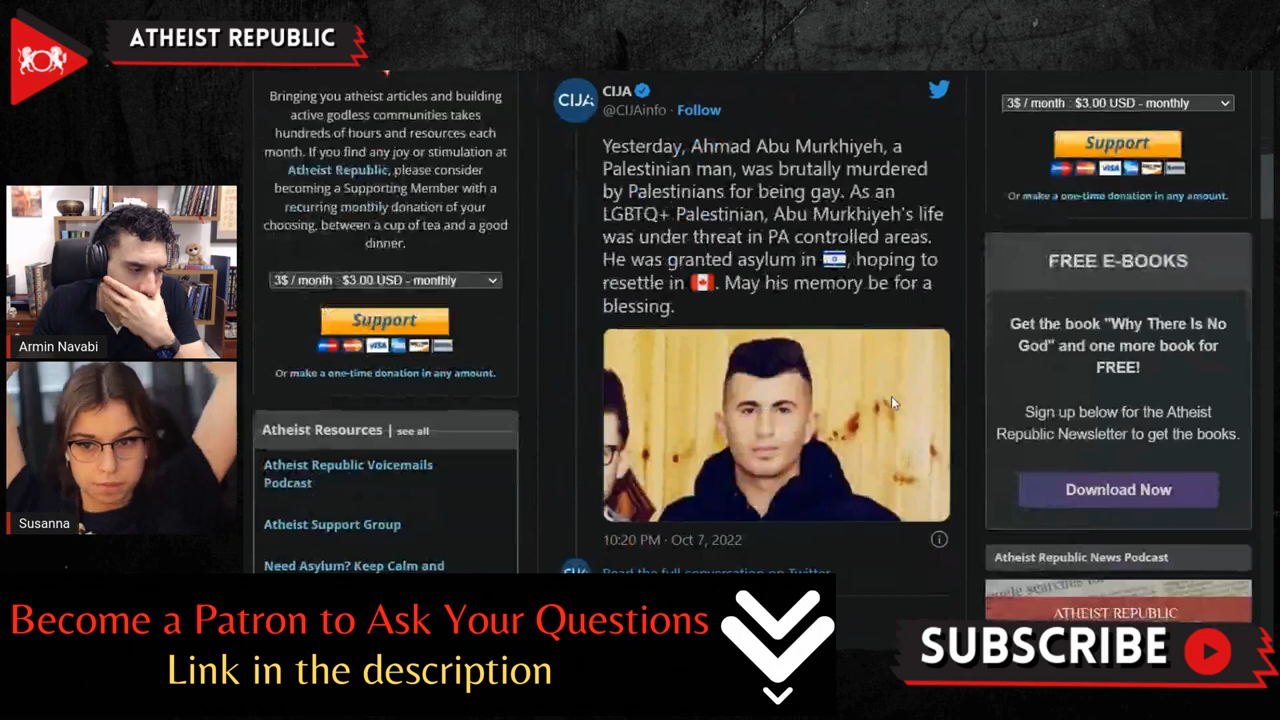 ATHEIST REPUBLIC
Armin Navabi
Susanna
Bringing you atheist articles and building
active godless communities takes
hundreds of hours and resources each
month. If you find any joy or stimulation at
Atheist Republic, please consider
becoming a Supporting Member with a
recurring monthly donation of your
choosing, between a cup of tea and a good
dinner.
3$ / month : $3.00 USD - monthly
Support
VISA
Or make a one-time donation in any amount.
Atheist Resources | see all
Atheist Republic Voicemails
Podcast
Atheist Support Group
Need Asylum? Keep Calm and
CIJA
CIJA
@CIJAinfo · Follow
Yesterday, Ahmad Abu Murkhiyeh, a
Palestinian man, was brutally murdered
by Palestinians for being gay. As an
LGBTQ+ Palestinian, Abu Murkhiyeh's life
was under threat in PA controlled areas.
He was granted asylum in 🇮🇱, hoping to
resettle in 🇨🇦. May his memory be for a
blessing.
10:20 PM · Oct 7, 2022
Read the full conversation on Twitter
3$ / month : $3.00 USD - monthly
Support
VISA
Or make a one-time donation in any amount.
FREE E-BOOKS
Get the book "Why There Is No
God" and one more book for
FREE!
Sign up below for the Atheist
Republic Newsletter to get the books.
Download Now
Atheist Republic News Podcast
ATHEIST REPUBLIC
Become a Patron to Ask Your Questions
Link in the description
SUBSCRIBE